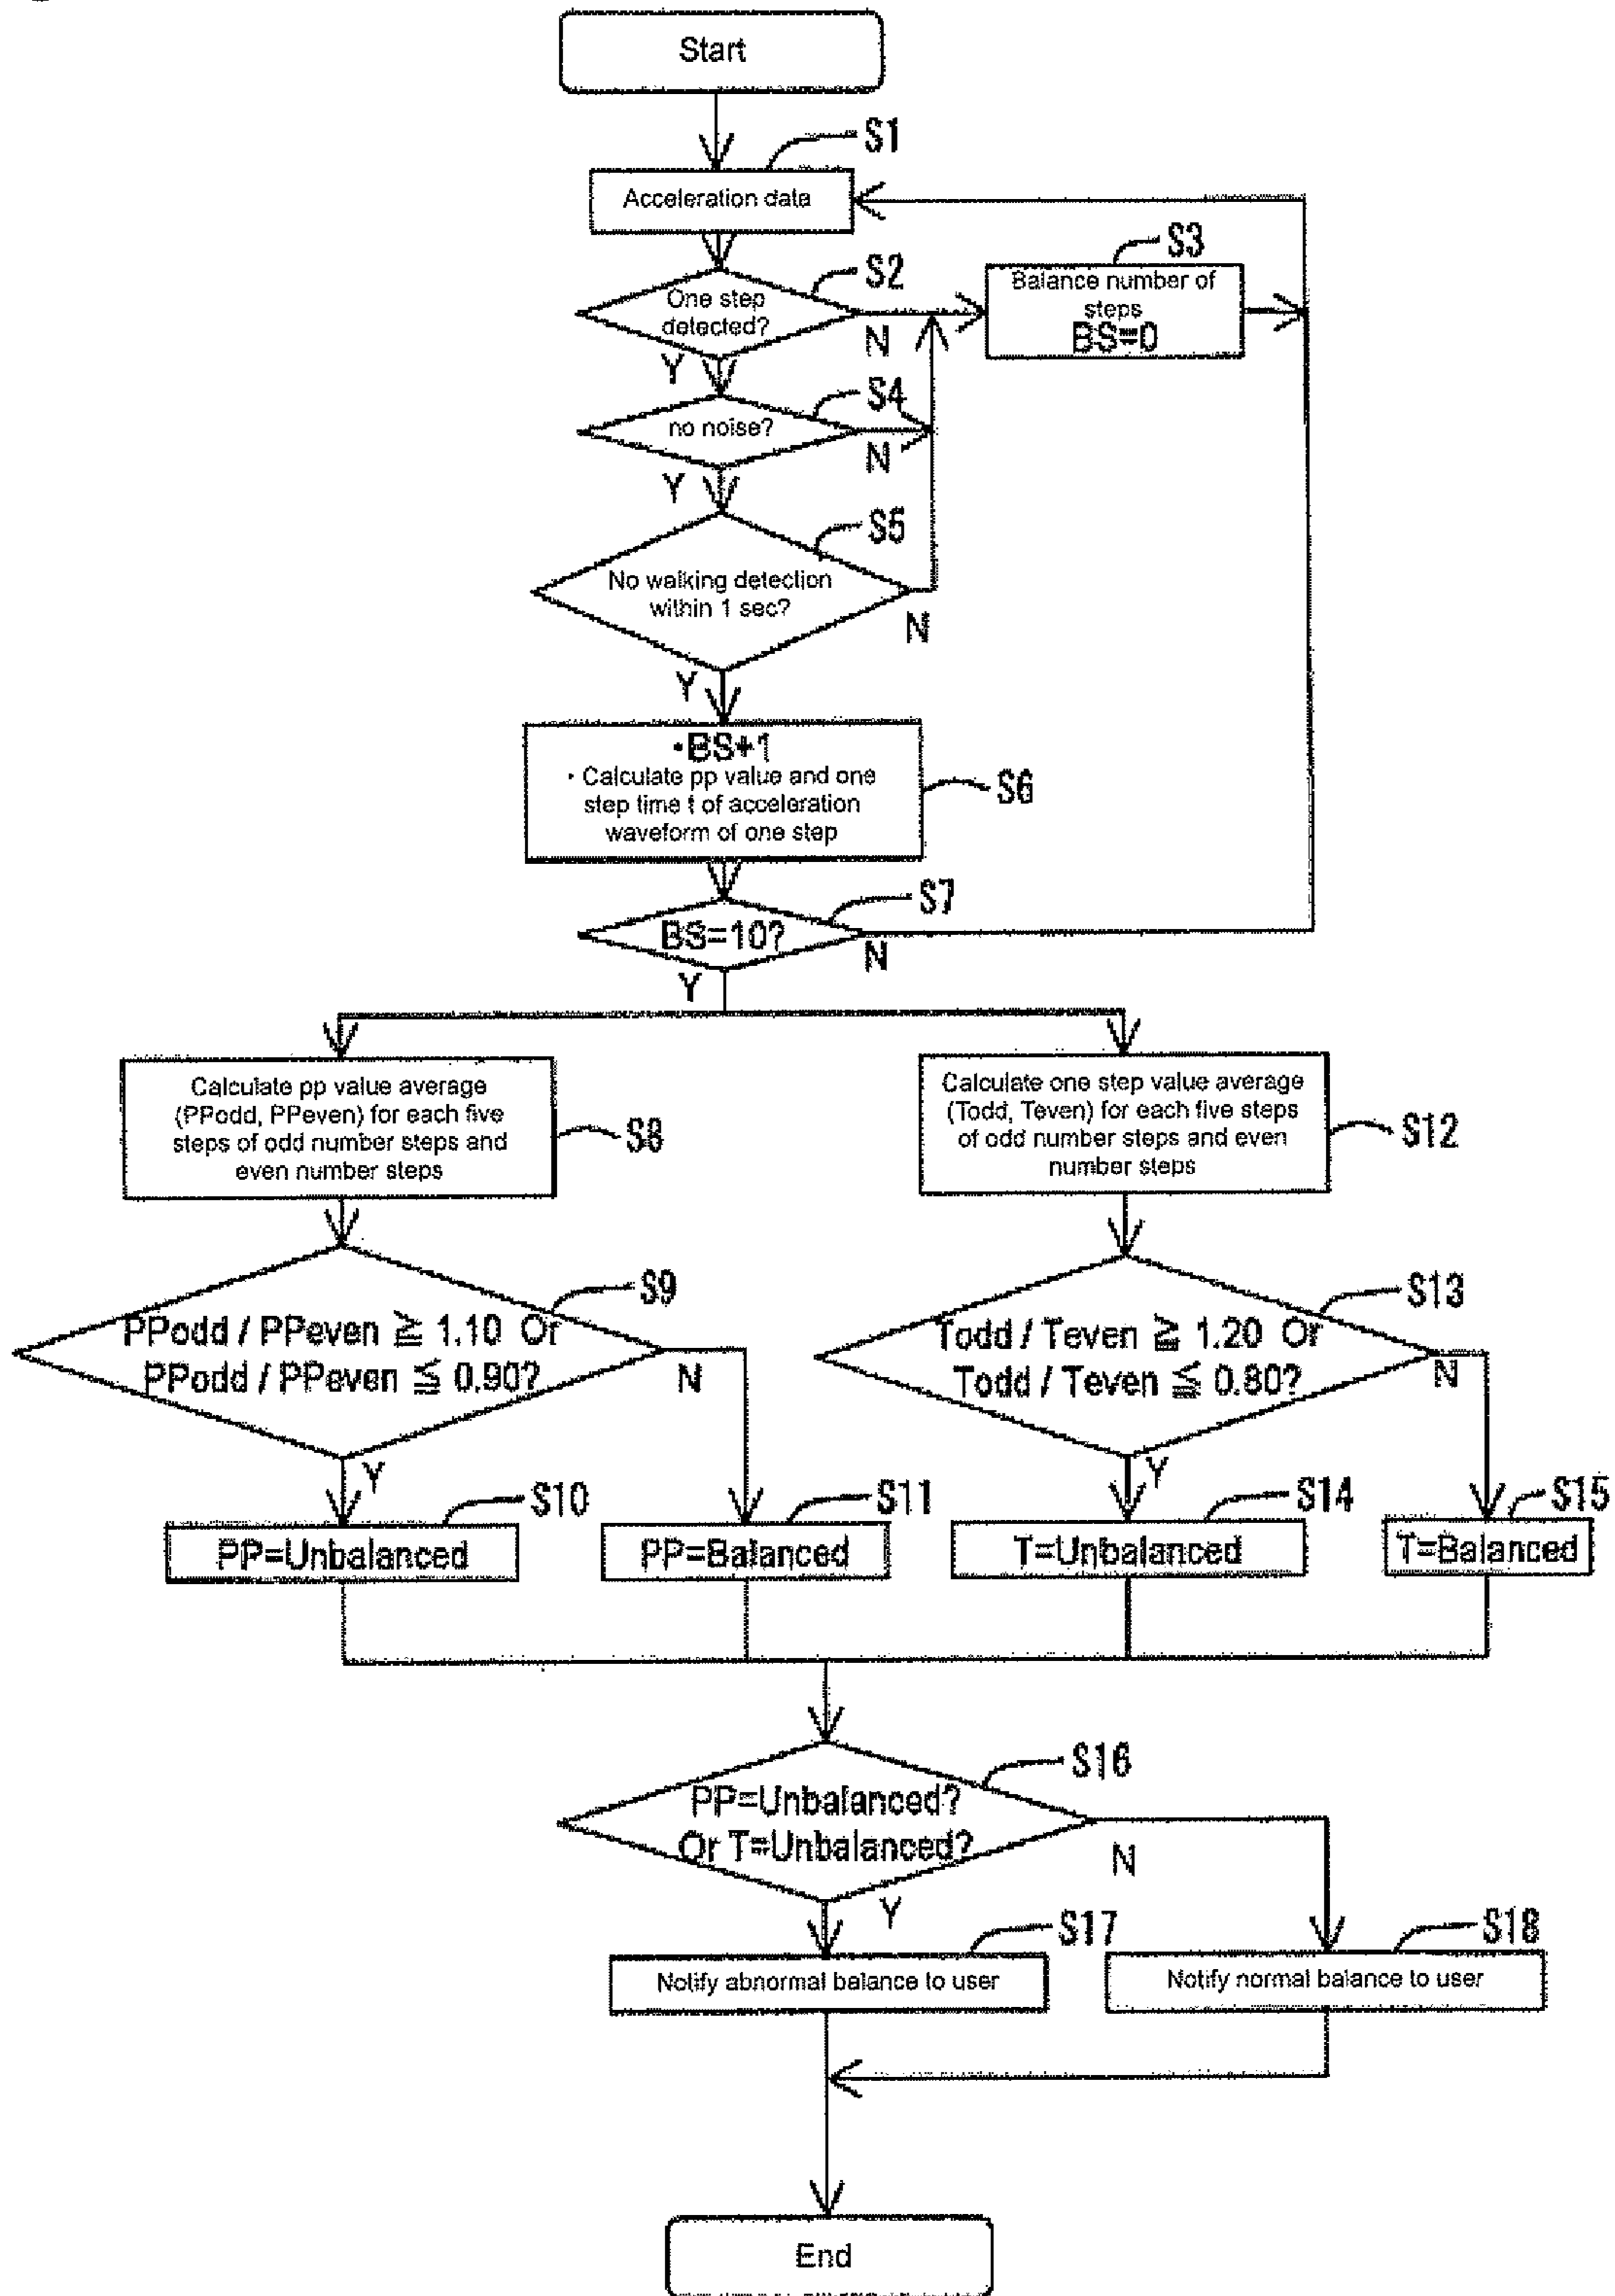 Start
S1
Acceleration data
S2
One step
detected?
N
S3
Balance number of
steps
BS=0
Y
S4
no noise?
N
Y
S5
No walking detection
within 1 sec?
N
Y
•BS+1
• Calculate pp value and one
step time t of acceleration
waveform of one step
S6
S7
BS=10?
N
Y
Calculate pp value average
(PPodd, PPeven) for each five
steps of odd number steps and
even number steps
S8
Calculate one step value average
(Todd, Teven) for each five steps
of odd number steps and even
number steps
S12
S9
PPodd / PPeven ≧ 1.10 Or
PPodd / PPeven ≦ 0.90?
N
Y
S13
Todd / Teven ≧ 1.20 Or
Todd / Teven ≦ 0.80?
N
Y
S10
PP=Unbalanced
S11
PP=Balanced
S14
T=Unbalanced
S15
T=Balanced
S16
PP=Unbalanced?
Or T=Unbalanced?
N
Y
S17
Notify abnormal balance to user
S18
Notify normal balance to user
End